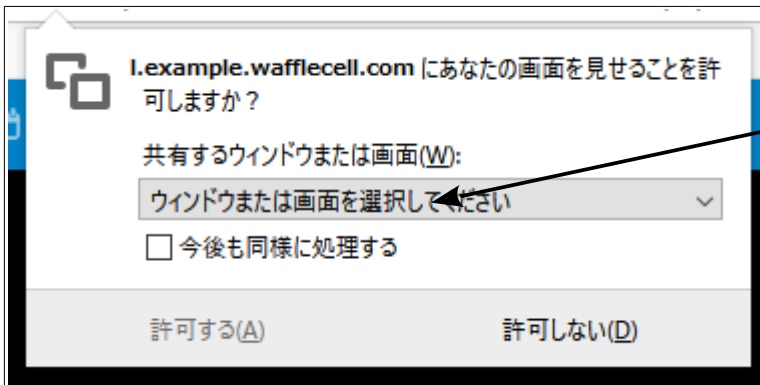 l.example.wafflecell.com にあなたの画面を見せることを許
可しますか？
共有するウィンドウまたは画面(W):
ウィンドウまたは画面を選択してください
今後も同様に処理する
許可する(A)
許可しない(D)